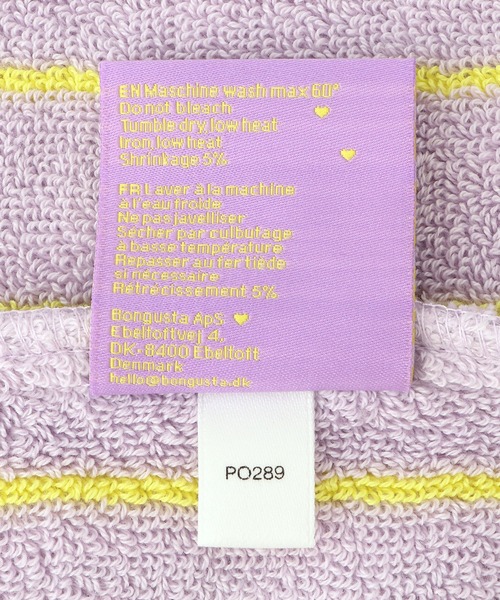 EN Maschine wash max 60°
Do not bleach
Tumble dry, low heat
Iron low heat
Shrinkage 5%
FR Laver à la machine
à l'eau froide
Ne pas javelliser
Sécher par culbutage
à basse température
Repasser au fer tiède
si nécessaire
Rétrécissement 5%
Bongusta ApS
Ebeltoftvej 4,
DK-8400 Ebeltoft
Denmark
hello@bongusta.dk
PO289